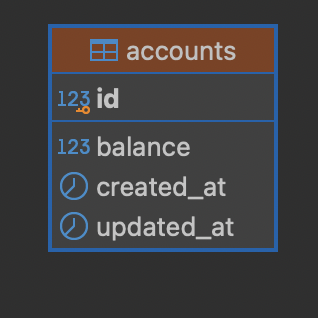 accounts
123 id
123 balance
created_at
updated_at